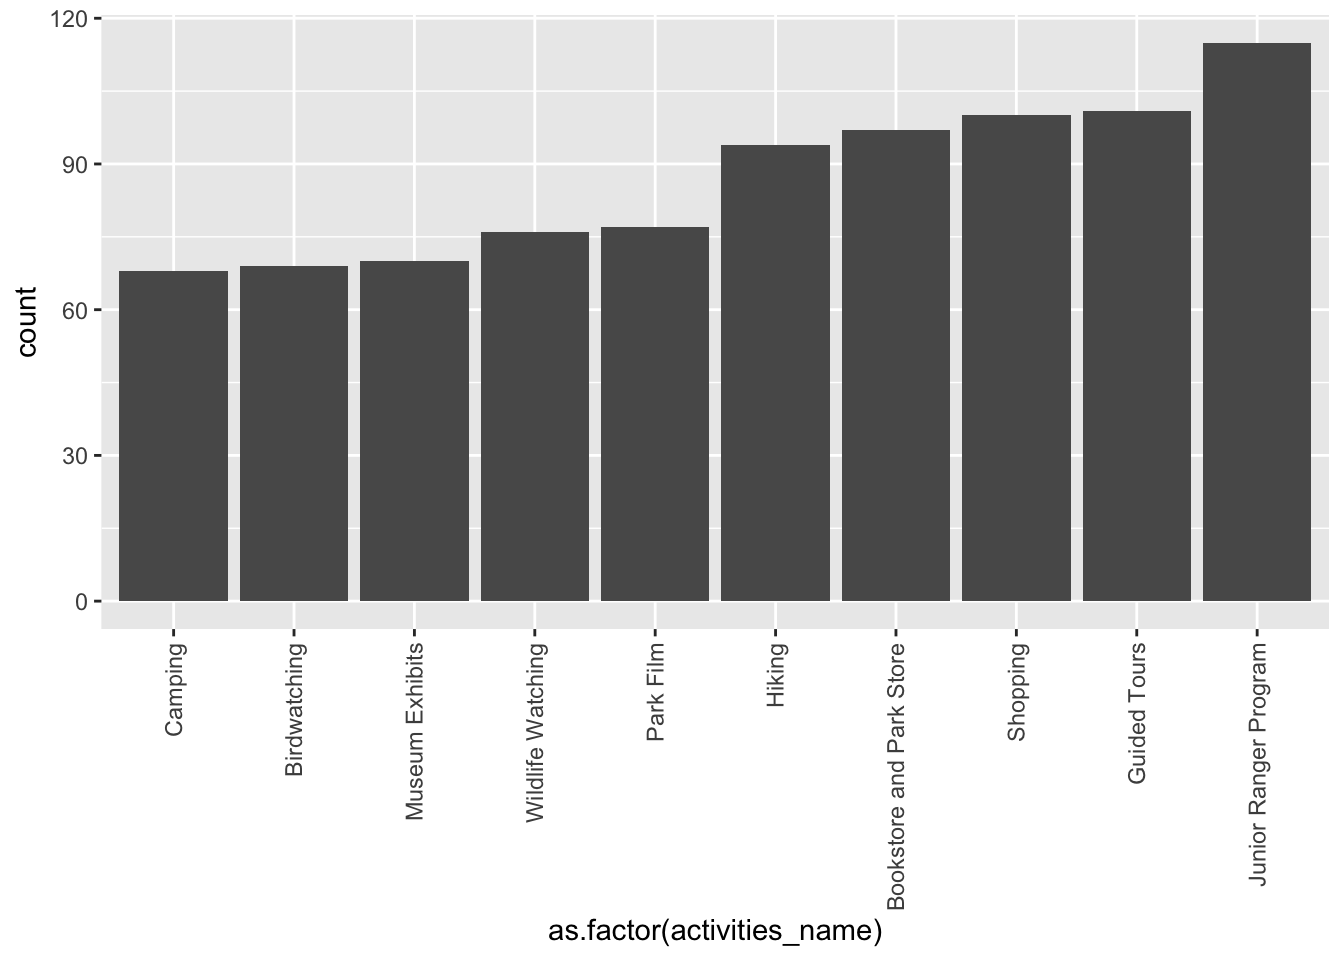 120
90
60
30
0
count
Camping
Birdwatching
Museum Exhibits
Wildlife Watching
Park Film
Hiking
Bookstore and Park Store
Shopping
Guided Tours
Junior Ranger Program
as.factor(activities_name)